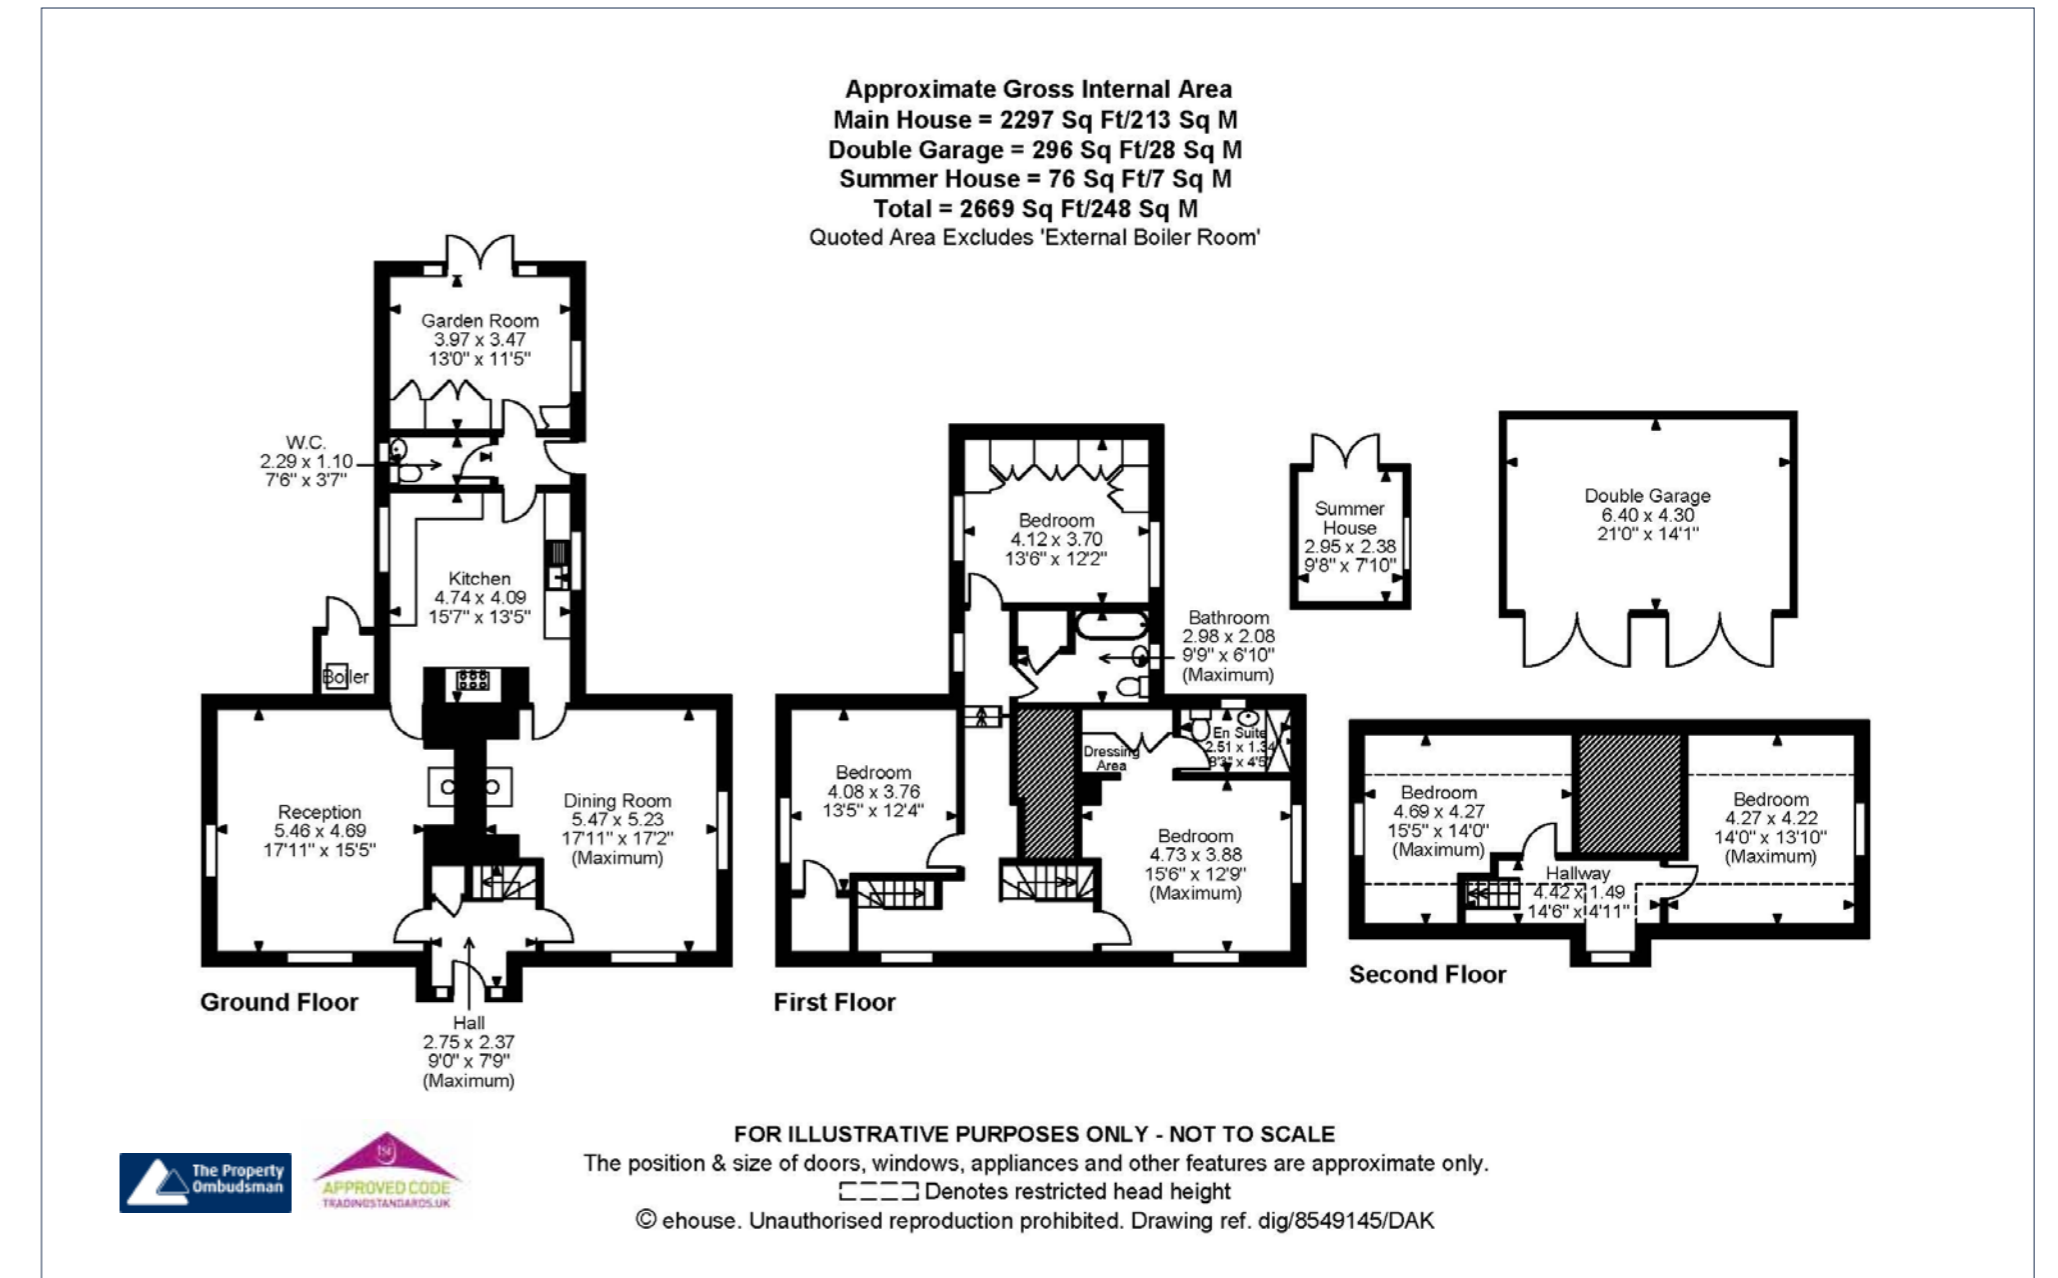 Approximate Gross Internal Area
Main House = 2297 Sq Ft/213 Sq M
Double Garage = 296 Sq Ft/28 Sq M
Summer House = 76 Sq Ft/7 Sq M
Total = 2669 Sq Ft/248 Sq M
Quoted Area Excludes 'External Boiler Room'
Garden Room
3.97 x 3.47
13'0" x 11'5"
W.C.
2.29 x 1.10
7'6" x 3'7"
Kitchen
4.74 x 4.09
15'7" x 13'5"
Boiler
Reception
5.46 x 4.69
17'11" x 15'5"
Dining Room
5.47 x 5.23
17'11" x 17'2"
(Maximum)
Ground Floor
Hall
2.75 x 2.37
9'0" x 7'9"
(Maximum)
Bedroom
4.12 x 3.70
13'6" x 12'2"
Bathroom
2.98 x 2.08
9'9" x 6'10"
(Maximum)
Dressing
Area
En Suite
2.51 x 1.34
8'3" x 4'5"
Bedroom
4.08 x 3.76
13'5" x 12'4"
Bedroom
4.73 x 3.88
15'6" x 12'9"
(Maximum)
First Floor
Summer
House
2.95 x 2.38
9'8" x 7'10"
Double Garage
6.40 x 4.30
21'0" x 14'1"
Bedroom
4.69 x 4.27
15'5" x 14'0"
(Maximum)
Bedroom
4.27 x 4.22
14'0" x 13'10"
(Maximum)
Hallway
4.42 x 1.49
14'6" x 4'11"
Second Floor
The Property
Ombudsman
tsi
APPROVED CODE
TRADINGSTANDARDS.UK
FOR ILLUSTRATIVE PURPOSES ONLY - NOT TO SCALE
The position & size of doors, windows, appliances and other features are approximate only.
Denotes restricted head height
© ehouse. Unauthorised reproduction prohibited. Drawing ref. dig/8549145/DAK